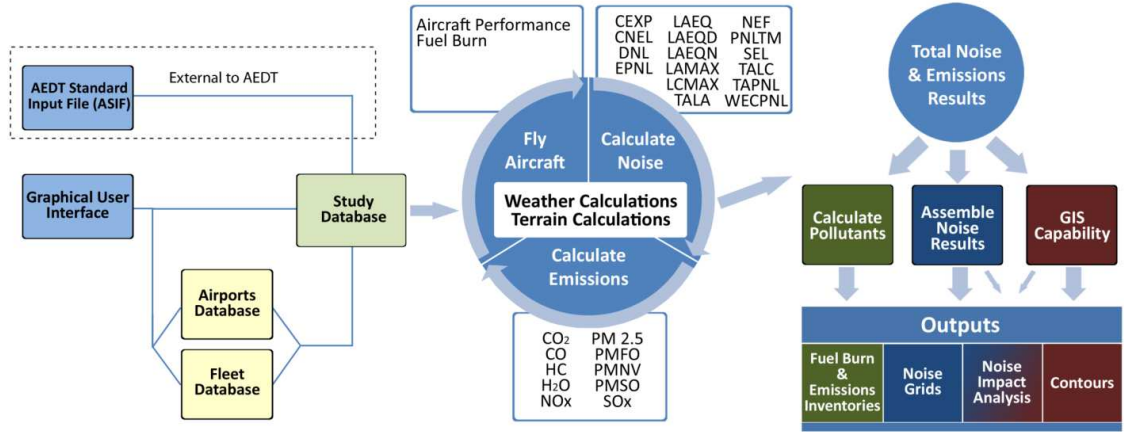 External to AEDT
AEDT Standard
Input File (ASIF)
Graphical User
Interface
Airports
Database
Fleet
Database
Study
Database
Aircraft Performance
Fuel Burn
CEXP LAEQ NEF
CNEL LAEQD PNLTM
DNL LAEQN SEL
EPNL LAMAX TALC
LCMAX TAPNL
TALA WECPNL
Fly
Aircraft
Calculate
Noise
Weather Calculations
Terrain Calculations
Calculate
Emissions
CO₂ PM 2.5
CO PMFO
HC PMNV
H₂O PMSO
NOx SOx
Total Noise
& Emissions
Results
Calculate
Pollutants
Assemble
Noise
Results
GIS
Capability
Outputs
Fuel Burn
&
Emissions
Inventories
Noise
Grids
Noise
Impact
Analysis
Contours